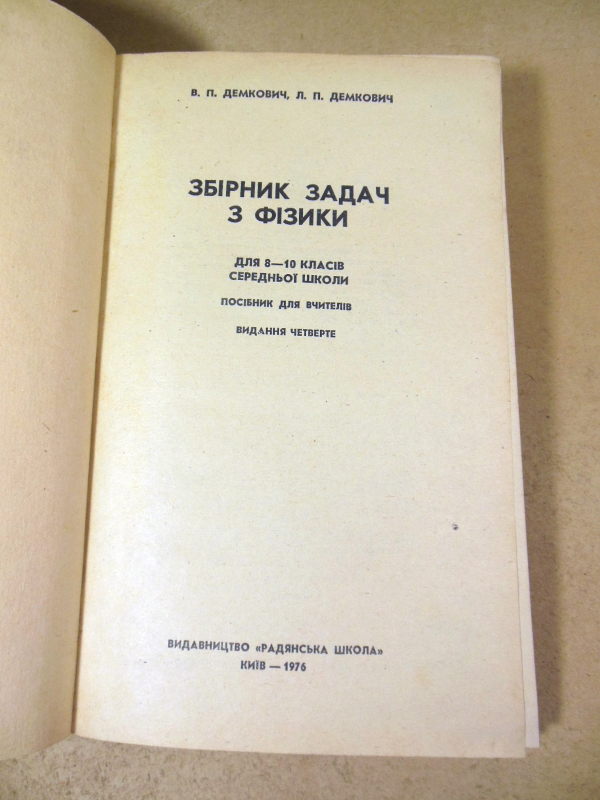 В. П. ДЕМКОВИЧ, Л. П. ДЕМКОВИЧ
ЗБІРНИК ЗАДАЧ
З ФІЗИКИ
ДЛЯ 8—10 КЛАСІВ
СЕРЕДНЬОЇ ШКОЛИ
ПОСІБНИК ДЛЯ ВЧИТЕЛІВ
ВИДАННЯ ЧЕТВЕРТЕ
ВИДАВНИЦТВО «РАДЯНСЬКА ШКОЛА»
КИЇВ — 1976